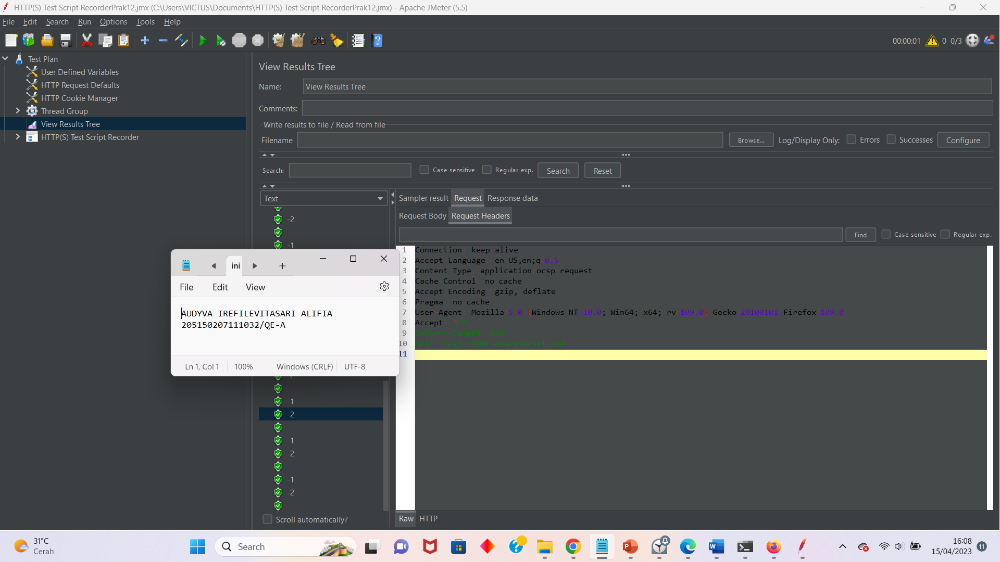 HTTP(S) Test Script RecorderPrak12.jmx (C:\Users\VICTUS\Documents\HTTP(S) Test Script RecorderPrak12.jmx) - Apache JMeter (5.5)
File Edit Search Run Options Tools Help
00:00:01 0 0/3
Test Plan
User Defined Variables
HTTP Request Defaults
HTTP Cookie Manager
Thread Group
View Results Tree
HTTP(S) Test Script Recorder
View Results Tree
Name: View Results Tree
Comments:
Write results to file / Read from file
Filename Browse... Log/Display Only: Errors Successes Configure
Search: Case sensitive Regular exp. Search Reset
Text
-2
-1
Sampler result Request Response data
Request Body Request Headers
Find Case sensitive Regular exp.
1 Connection: keep-alive
2 Accept-Language: en-US,en;q=0.5
3 Content-Type: application/ocsp-request
4 Cache-Control: no-cache
5 Accept-Encoding: gzip, deflate
6 Pragma: no-cache
7 User-Agent: Mozilla/5.0 (Windows NT 10.0; Win64; x64; rv:109.0) Gecko/20100101 Firefox/109.0
8 Accept: */*
9 Content-Length:
10 Host:
11
ini
File Edit View
AUDYVA IREFILEVITASARI ALIFIA
205150207111032/QE-A
Ln 1, Col 1 100% Windows (CRLF) UTF-8
-2
-1
-2
-1
-2
-1
-2
Scroll automatically?
Raw HTTP
31°C
Cerah
Search
16:08
15/04/2023
11